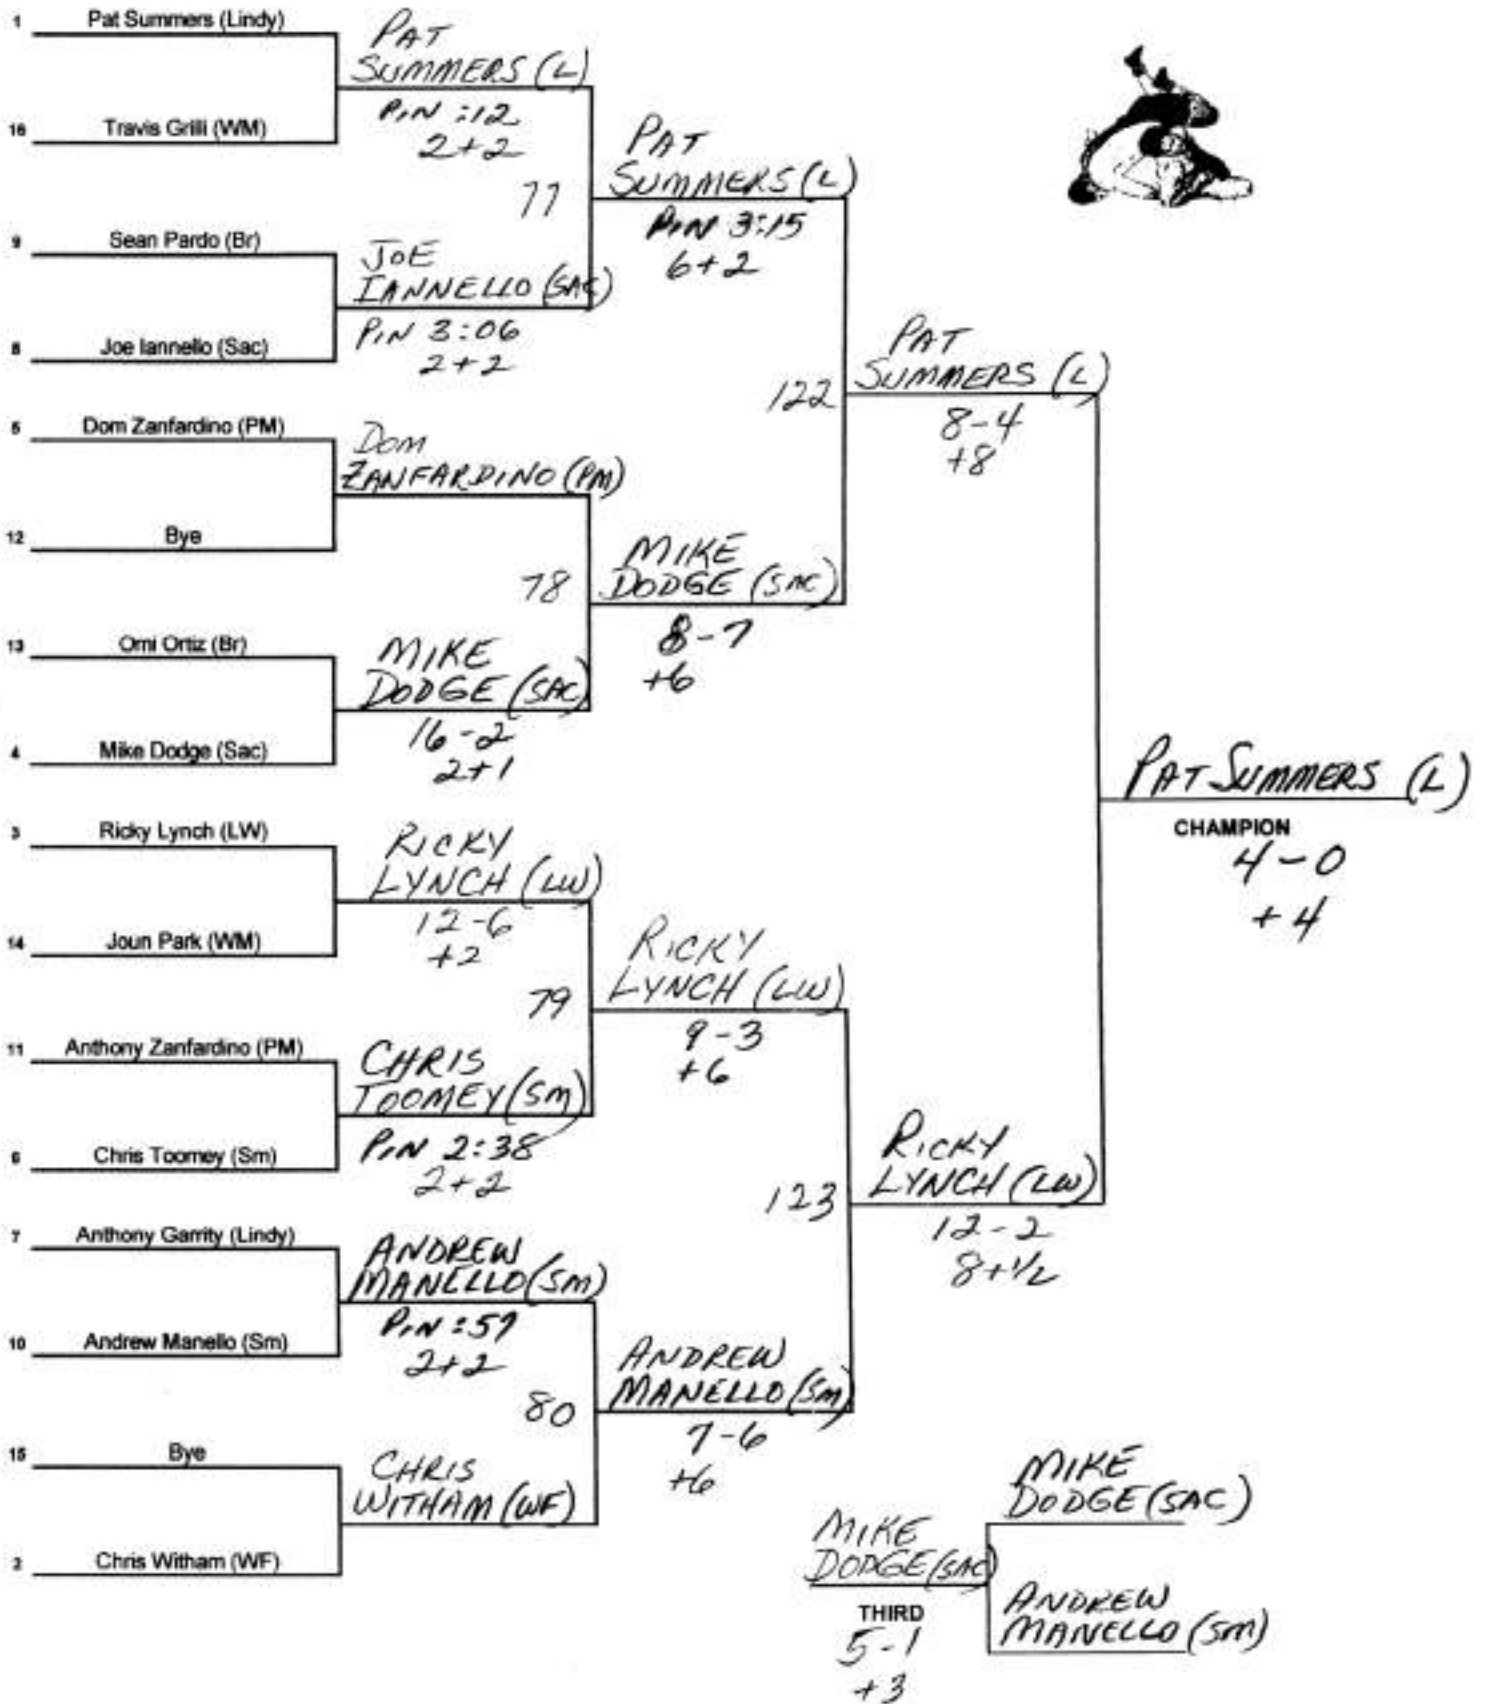 1 Pat Summers (Lindy)
16 Travis Grilli (WM)
9 Sean Pardo (Br)
8 Joe Iannello (Sac)
5 Dom Zanfardino (PM)
12 Bye
13 Omi Ortiz (Br)
4 Mike Dodge (Sac)
3 Ricky Lynch (LW)
14 Joun Park (WM)
11 Anthony Zanfardino (PM)
6 Chris Toomey (Sm)
7 Anthony Garrity (Lindy)
10 Andrew Manello (Sm)
15 Bye
2 Chris Witham (WF)
PAT
SUMMERS (L)
PIN :12
2+2
77
JOE
IANNELLO (SAC)
PIN 3:06
2+2
DOM
ZANFARDINO (PM)
78
MIKE
DODGE (SAC)
16-2
2+1
RICKY
LYNCH (LW)
12-6
+2
79
CHRIS
TOOMEY (SM)
PIN 2:38
2+2
ANDREW
MANELLO (SM)
PIN :57
2+2
80
CHRIS
WITHAM (WF)
PAT
SUMMERS (L)
PIN 3:15
6+2
122
MIKE
DODGE (SAC)
8-7
+6
RICKY
LYNCH (LW)
9-3
+6
123
ANDREW
MANELLO (SM)
7-6
+6
PAT
SUMMERS (L)
8-4
+8
RICKY
LYNCH (LW)
12-2
8+1/2
PAT SUMMERS (L)
CHAMPION
4-0
+4
MIKE
DODGE (SAC)
ANDREW
MANELLO (SM)
MIKE
DODGE (SAC)
THIRD
5-1
+3